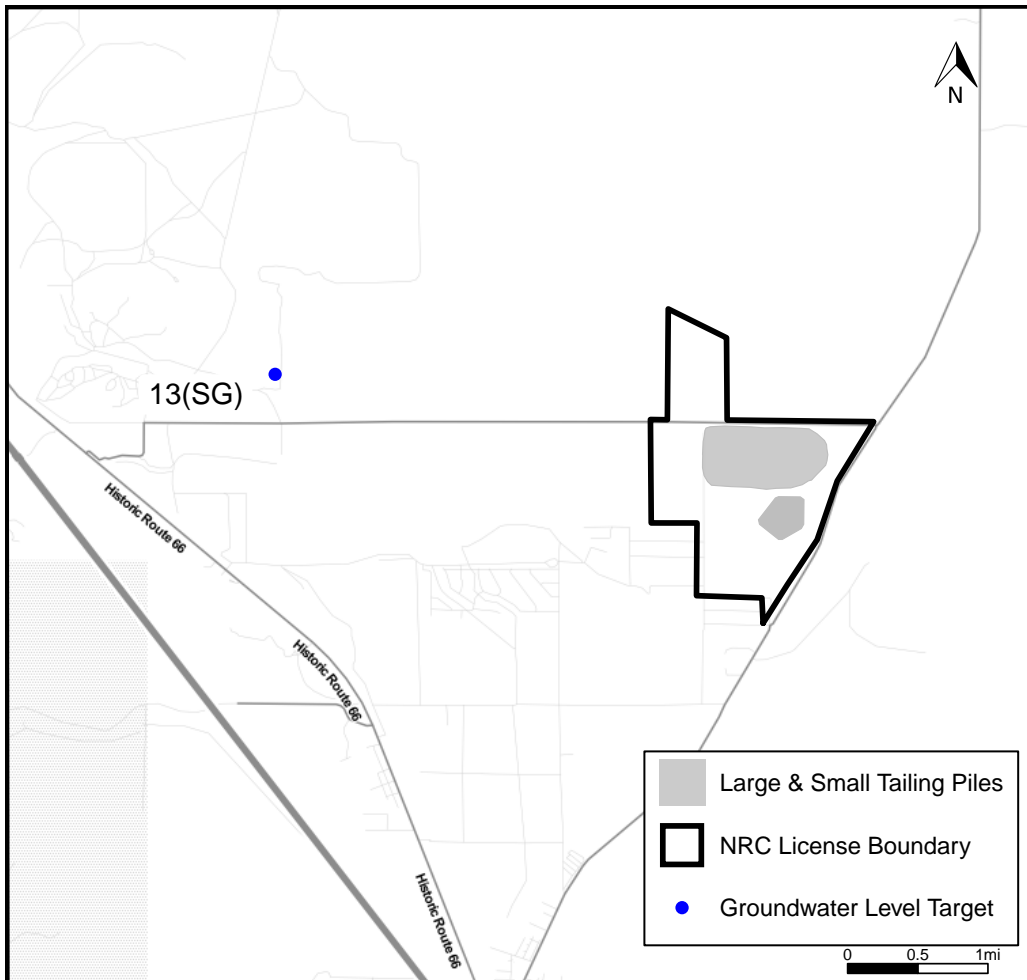 N
13(SG)
Historic Route 66
Historic Route 66
Historic Route 66
Large & Small Tailing Piles
NRC License Boundary
Groundwater Level Target
0 0.5 1mi